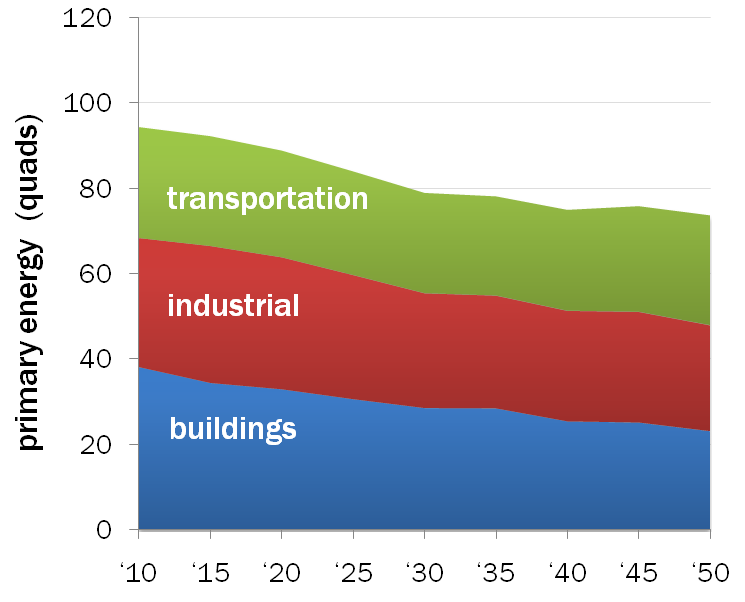 120
100
80
60
40
20
0
primary energy (quads)
transportation
industrial
buildings
‘10 ‘15 ‘20 ‘25 ‘30 ‘35 ‘40 ‘45 ‘50